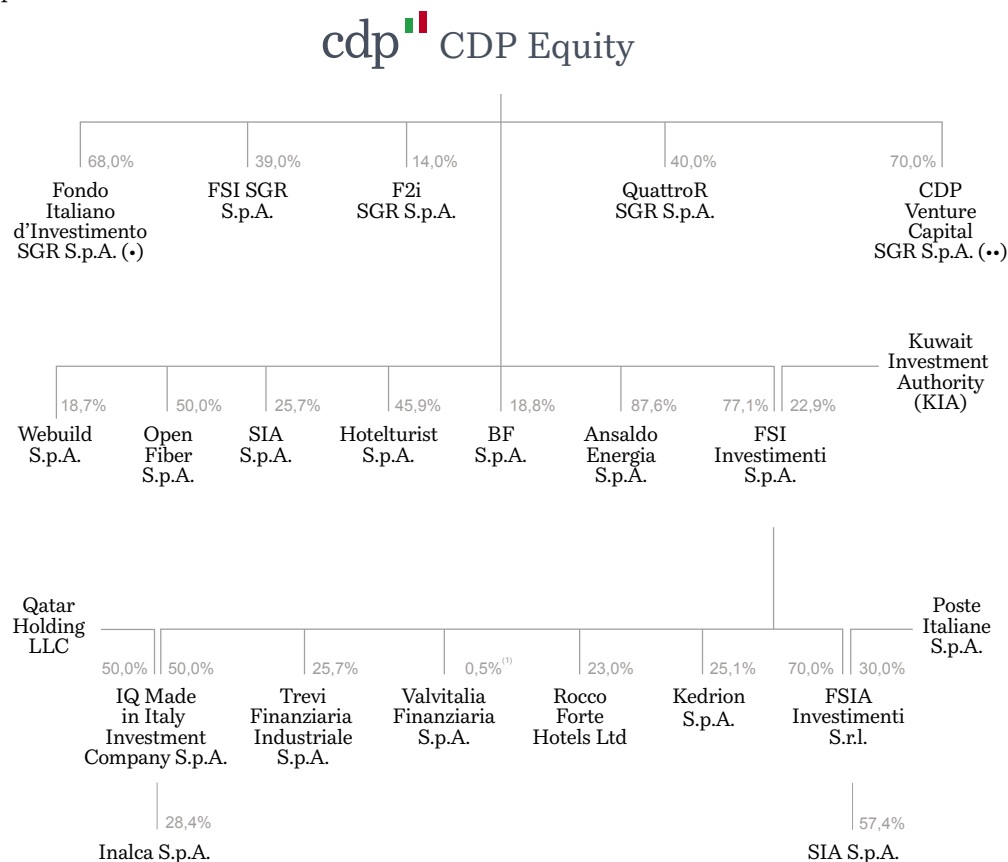 cdp CDP Equity
68,0%
Fondo
Italiano
d’Investimento
SGR S.p.A. (•)
39,0%
FSI SGR
S.p.A.
14,0%
F2i
SGR S.p.A.
40,0%
QuattroR
SGR S.p.A.
70,0%
CDP
Venture
Capital
SGR S.p.A. (••)
Kuwait
Investment
Authority
(KIA)
18,7%
Webuild
S.p.A.
50,0%
Open
Fiber
S.p.A.
25,7%
SIA
S.p.A.
45,9%
Hotelturist
S.p.A.
18,8%
BF
S.p.A.
87,6%
Ansaldo
Energia
S.p.A.
77,1% 22,9%
FSI
Investimenti
S.p.A.
Qatar
Holding
LLC
Poste
Italiane
S.p.A.
50,0% 50,0%
IQ Made
in Italy
Investment
Company S.p.A.
25,7%
Trevi
Finanziaria
Industriale
S.p.A.
0,5% (1)
Valvitalia
Finanziaria
S.p.A.
23,0%
Rocco
Forte
Hotels Ltd
25,1%
Kedrion
S.p.A.
70,0% 30,0%
FSIA
Investimenti
S.r.l.
28,4%
Inalca S.p.A.
57,4%
SIA S.p.A.